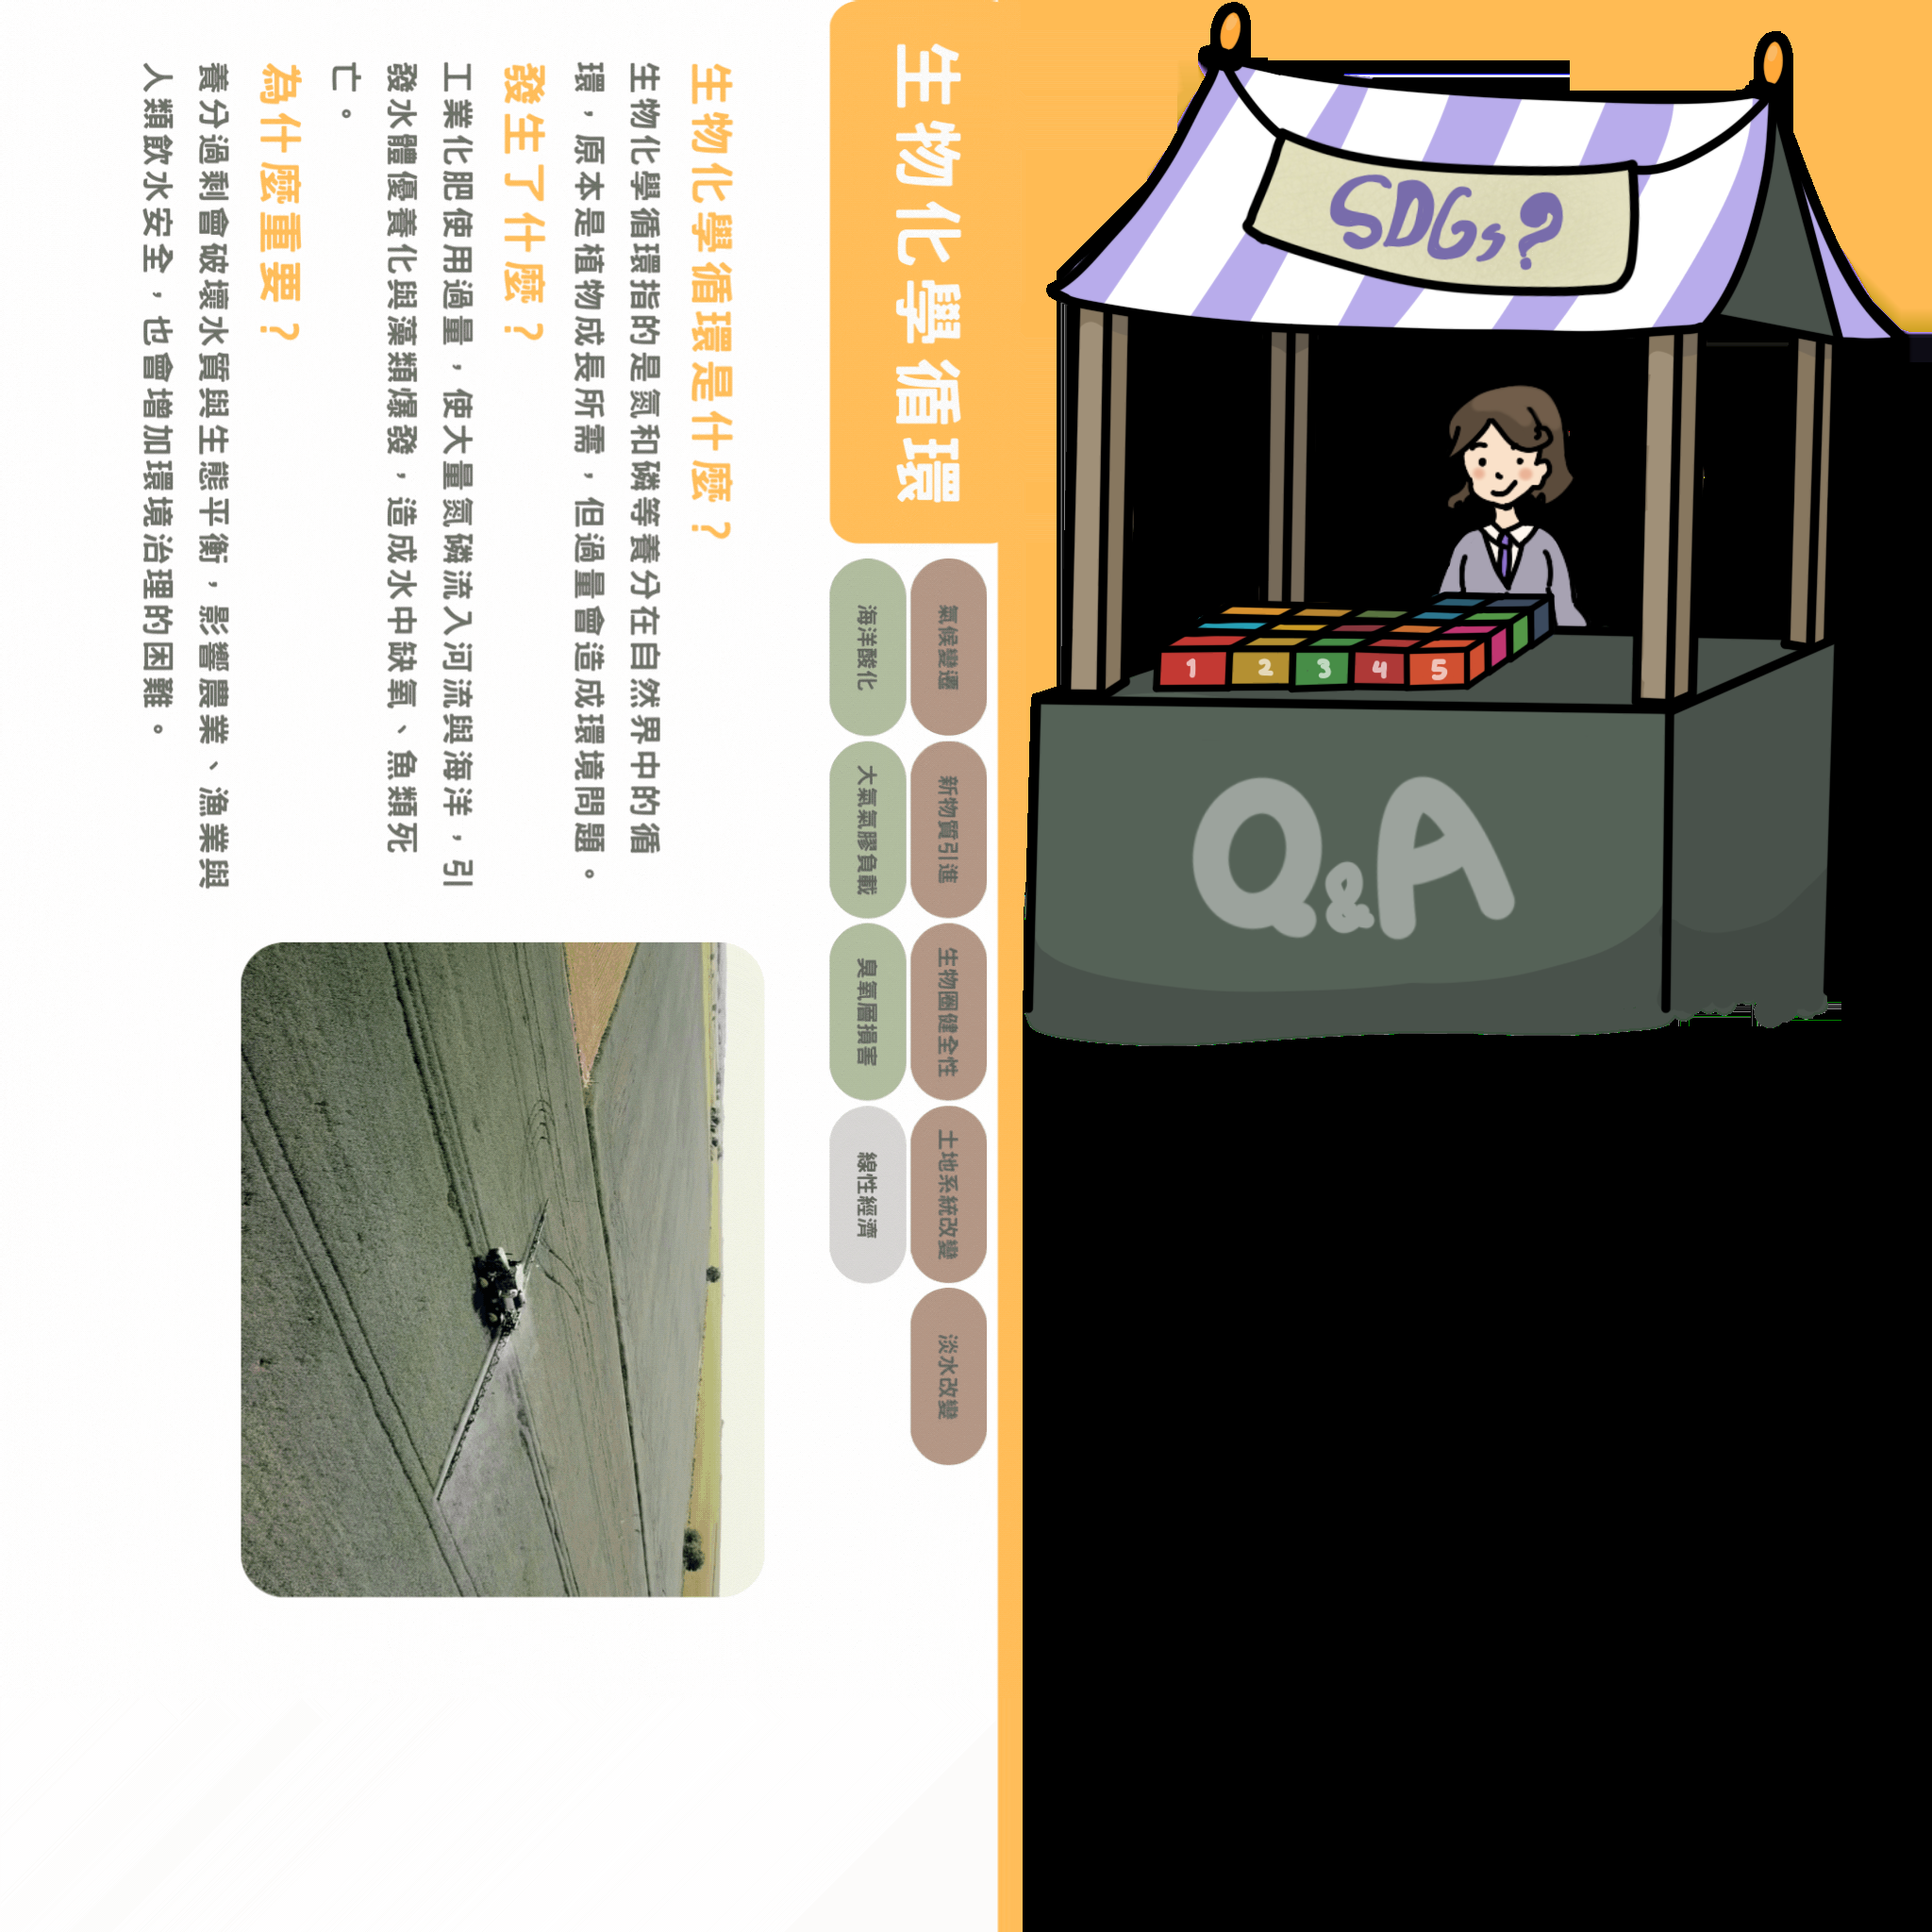 生物化學循環
氣候變遷
新物質引進
生物圈健全性
土地系統改變
淡水改變
海洋酸化
大氣氣膠負載
臭氧層損害
線性經濟
生物化學循環是什麼？
生物化學循環指的是氮和磷等養分在自然界中的循
環，原本是植物成長所需，但過量會造成環境問題。
發生了什麼？
工業化肥使用過量，使大量氮磷流入河流與海洋，引
發水體優養化與藻類爆發，造成水中缺氧、魚類死
亡。
為什麼重要？
養分過剩會破壞水質與生態平衡，影響農業、漁業與
人類飲水安全，也會增加環境治理的困難。
SDGs?
1 2 3 4 5
Q&A